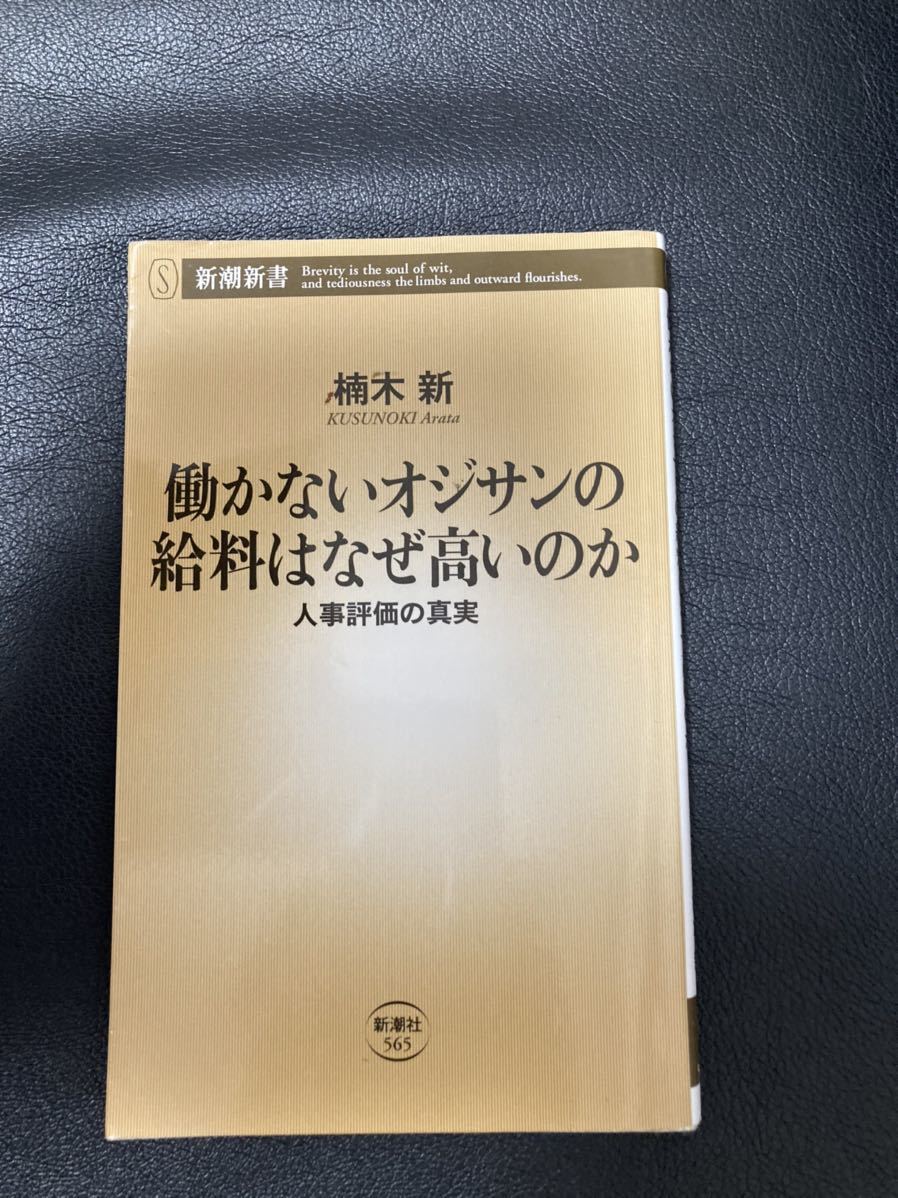 S 新潮新書 Brevity is the soul of wit,
and tediousness the limbs and outward flourishes.
楠木 新
KUSUNOKI Arata
働かないオジサンの
給料はなぜ高いのか
人事評価の真実
新潮社
565